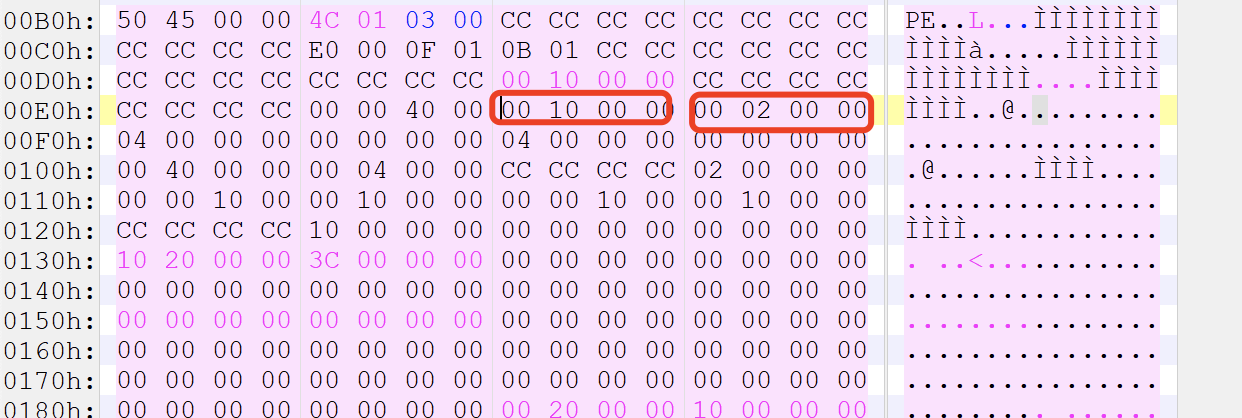 00B0h: 50 45 00 00 4C 01 03 00 CC CC CC CC CC CC CC CC PE..L...ÌÌÌÌÌÌÌÌ
00C0h: CC CC CC CC E0 00 0F 01 0B 01 CC CC CC CC CC CC ÌÌÌÌà.....ÌÌÌÌÌÌ
00D0h: CC CC CC CC CC CC CC CC 00 10 00 00 CC CC CC CC ÌÌÌÌÌÌÌÌ....ÌÌÌÌ
00E0h: CC CC CC CC 00 00 40 00 00 10 00 00 00 02 00 00 ÌÌÌÌ..@.........
00F0h: 04 00 00 00 00 00 00 00 04 00 00 00 00 00 00 00 ................
0100h: 00 40 00 00 00 04 00 00 CC CC CC CC 02 00 00 00 .@......ÌÌÌÌ....
0110h: 00 00 10 00 00 10 00 00 00 00 10 00 00 10 00 00 ................
0120h: CC CC CC CC 10 00 00 00 00 00 00 00 00 00 00 00 ÌÌÌÌ............
0130h: 10 20 00 00 3C 00 00 00 00 00 00 00 00 00 00 00 . ..<...........
0140h: 00 00 00 00 00 00 00 00 00 00 00 00 00 00 00 00 ................
0150h: 00 00 00 00 00 00 00 00 00 00 00 00 00 00 00 00 ................
0160h: 00 00 00 00 00 00 00 00 00 00 00 00 00 00 00 00 ................
0170h: 00 00 00 00 00 00 00 00 00 00 00 00 00 00 00 00 ................
0180h: 00 00 00 00 00 00 00 00 00 20 00 00 10 00 00 00 ......... ......